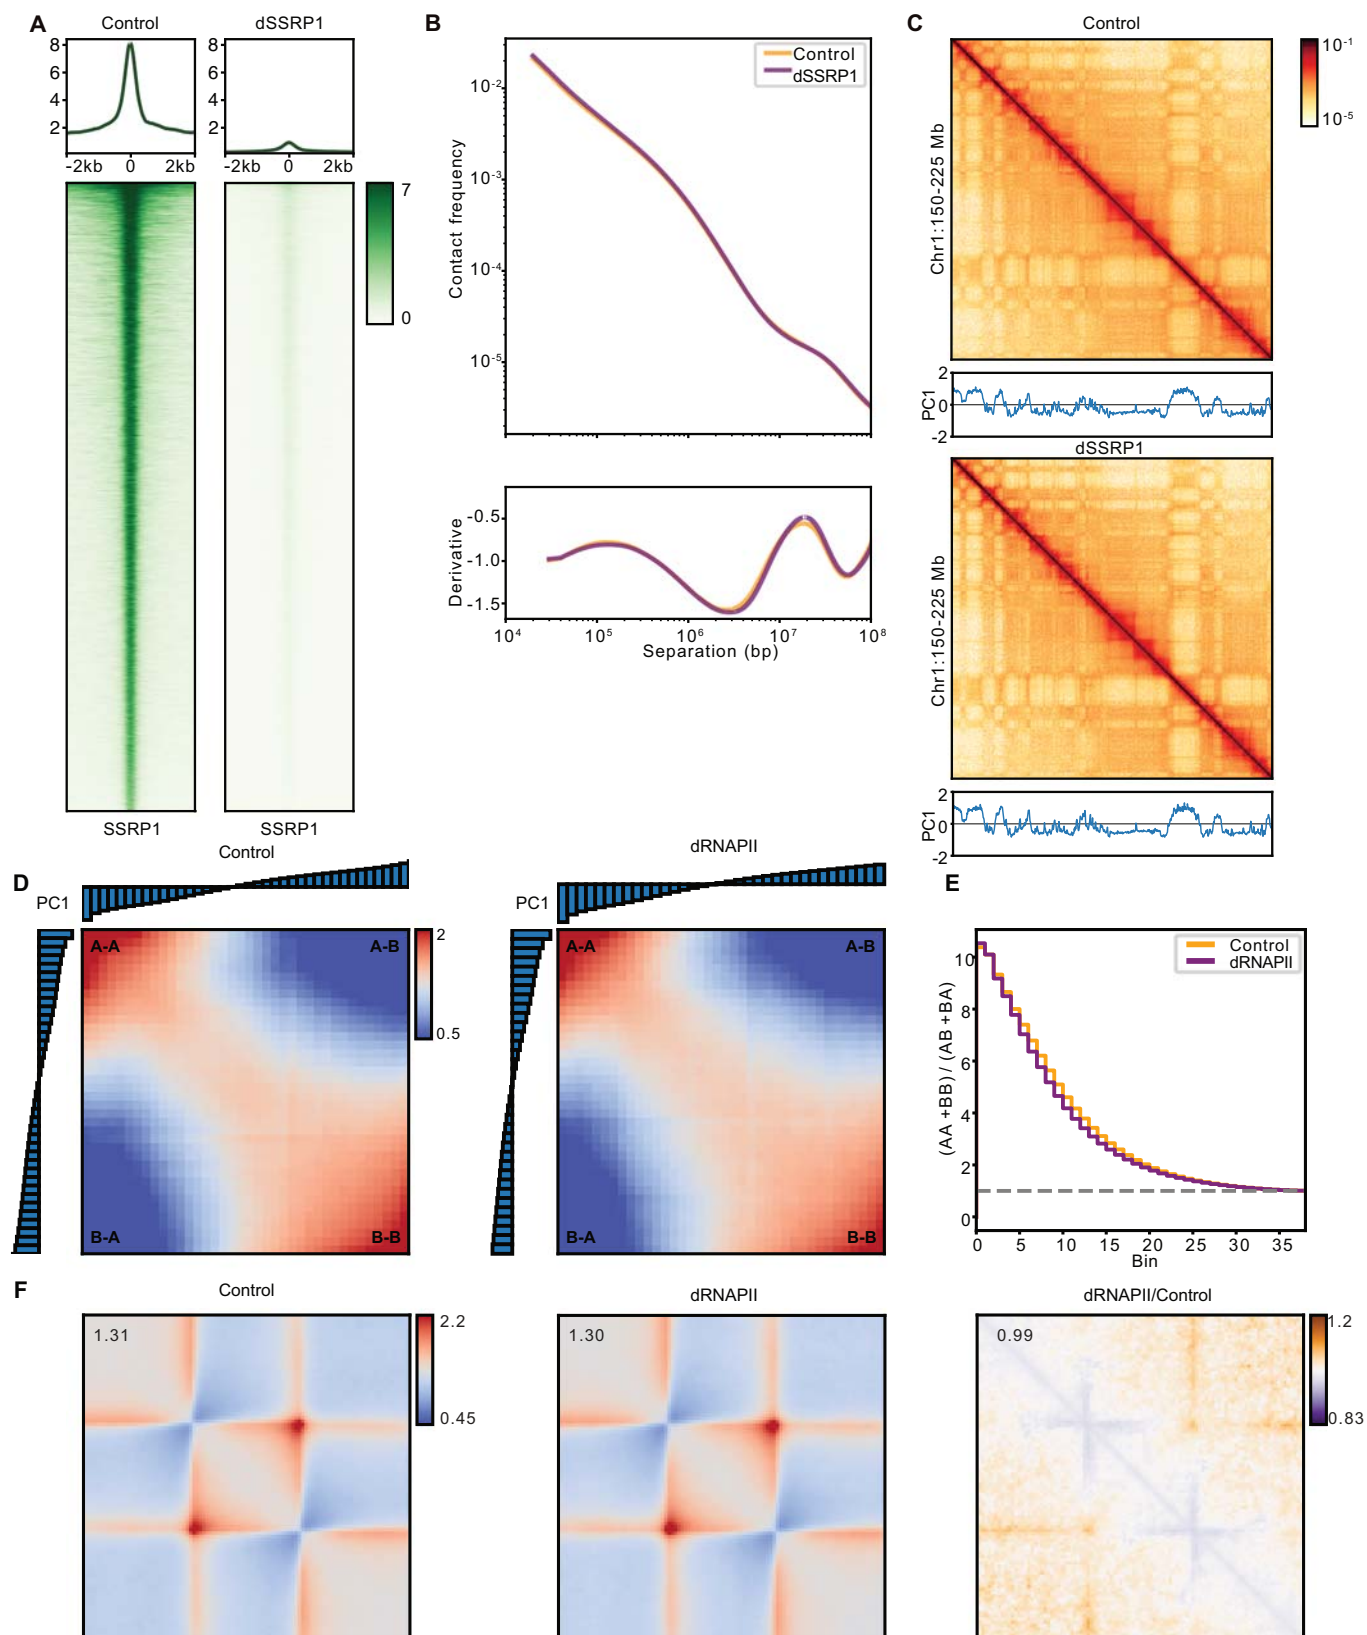 A
Control
dSSRP1
8
6
4
2
8
6
4
2
-2kb
0
2kb
-2kb
0
2kb
7
0
SSRP1
SSRP1
B
Control
dSSRP1
Contact frequency
10-2
10-3
10-4
10-5
Derivative
-0.5
-1.0
-1.5
10⁴
10⁵
10⁶
10⁷
10⁸
Separation (bp)
C
Control
Chr1:150-225 Mb
10-1
10-5
PC1
2
0
-2
dSSRP1
Chr1:150-225 Mb
PC1
2
0
-2
D
Control
PC1
A-A
A-B
B-A
B-B
2
0.5
dRNAPII
PC1
A-A
A-B
B-A
B-B
E
Control
dRNAPII
(AA +BB) / (AB +BA)
10
8
6
4
2
0
0
5
10
15
20
25
30
35
Bin
F
Control
1.31
2.2
0.45
dRNAPII
1.30
dRNAPII/Control
0.99
1.2
0.83